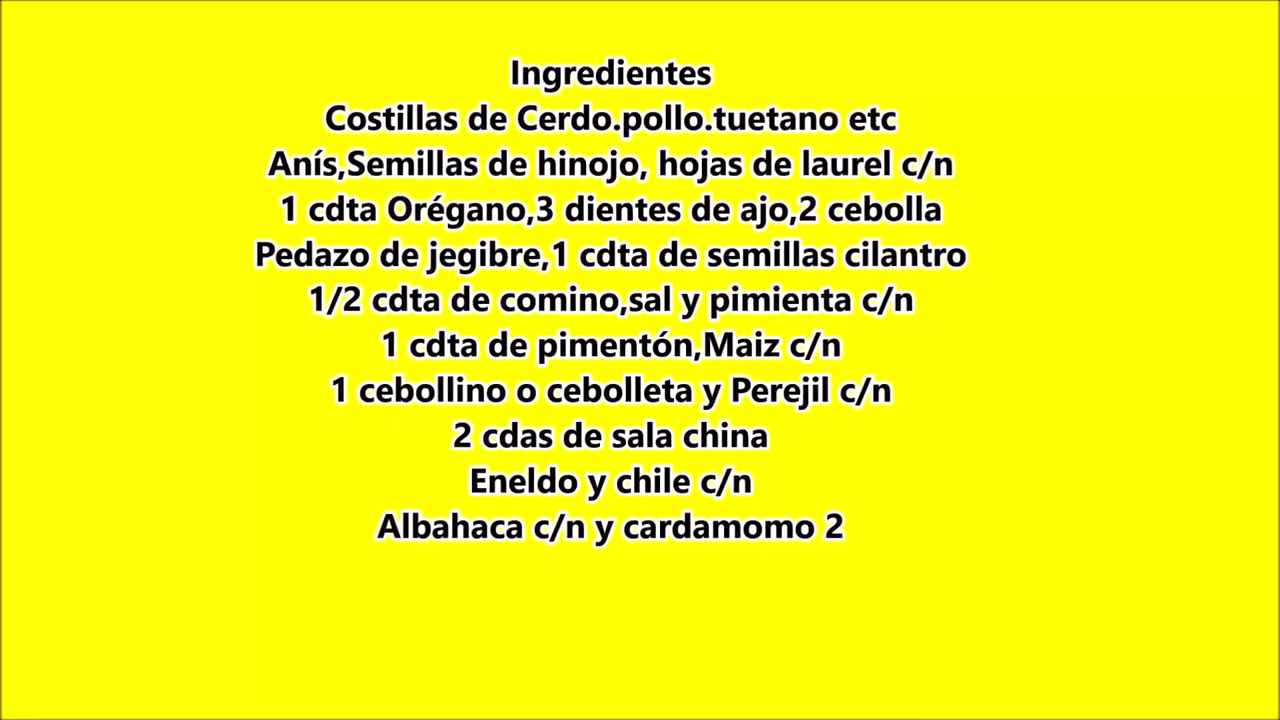 Ingredientes
Costillas de Cerdo.pollo.tuetano etc
Anís,Semillas de hinojo, hojas de laurel c/n
1 cdta Orégano,3 dientes de ajo,2 cebolla
Pedazo de jegibre,1 cdta de semillas cilantro
1/2 cdta de comino,sal y pimienta c/n
1 cdta de pimentón,Maiz c/n
1 cebollino o cebolleta y Perejil c/n
2 cdas de sala china
Eneldo y chile c/n
Albahaca c/n y cardamomo 2